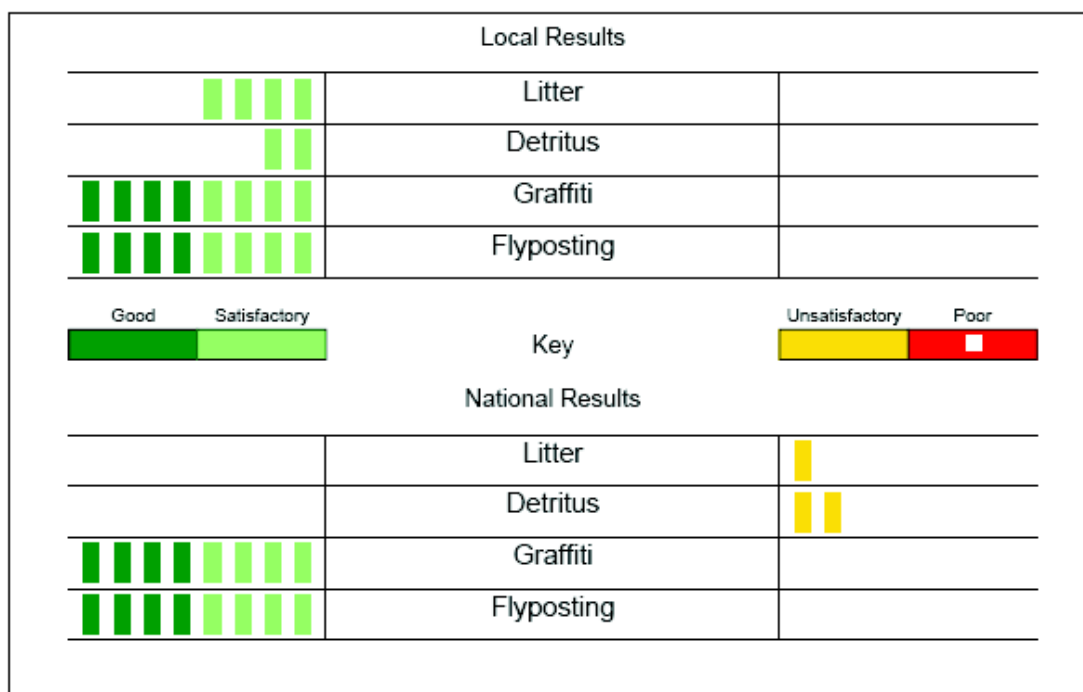 Local Results
Litter
Detritus
Graffiti
Flyposting
Good Satisfactory Unsatisfactory Poor
Key
National Results
Litter
Detritus
Graffiti
Flyposting